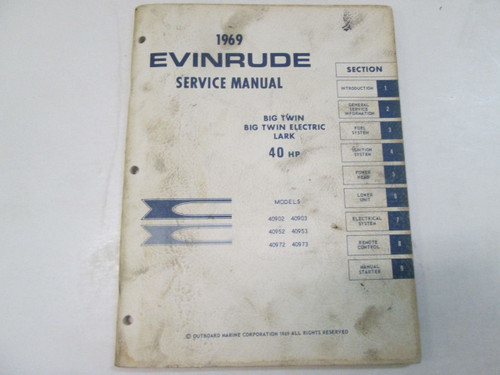 1969
EVINRUDE
SERVICE MANUAL
BIG TWIN
BIG TWIN ELECTRIC
LARK
40 HP
MODELS
40902 40903
40952 40953
40972 40973
SECTION
INTRODUCTION 1
GENERAL
SERVICE
INFORMATION 2
FUEL
SYSTEM 3
IGNITION
SYSTEM 4
POWER
HEAD 5
LOWER
UNIT 6
ELECTRICAL
SYSTEM 7
REMOTE
CONTROL 8
MANUAL
STARTER 9
© OUTBOARD MARINE CORPORATION 1969 ALL RIGHTS RESERVED